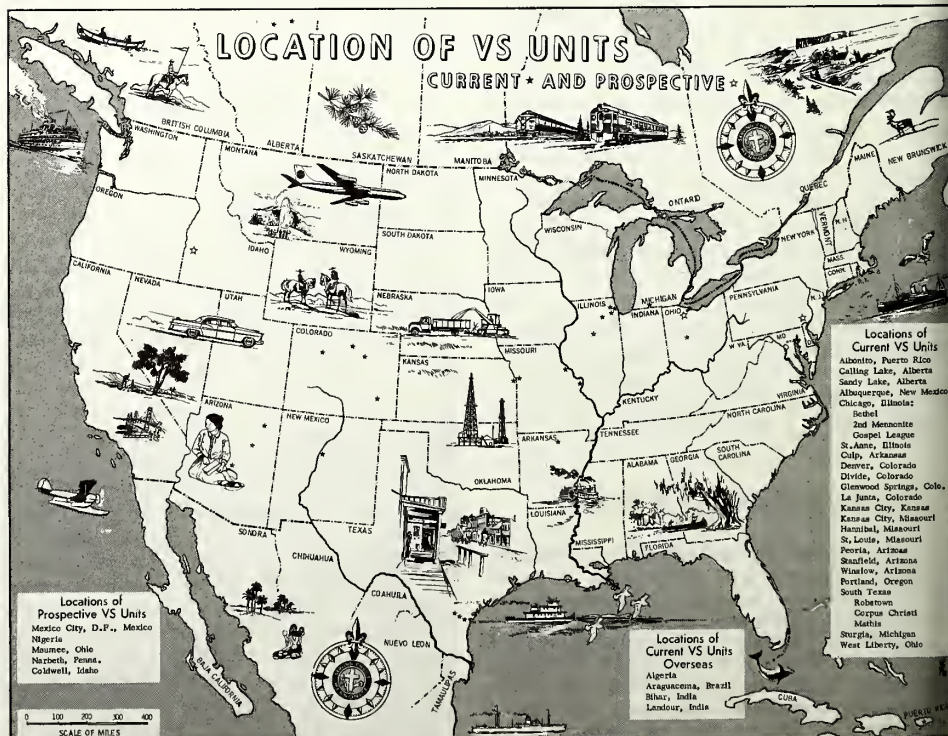 LOCATION OF VS UNITS
CURRENT ★ AND PROSPECTIVE ☆
BRITISH COLUMBIA
ALBERTA
SASKATCHEWAN
MANITOBA
ONTARIO
QUEBEC
NEW BRUNSWICK
MAINE
WASHINGTON
MONTANA
NORTH DAKOTA
MINNESOTA
OREGON
IDAHO
WYOMING
SOUTH DAKOTA
WISCONSIN
NEW YORK
VERMONT
N.H.
MASS.
CONN.
CALIFORNIA
NEVADA
UTAH
COLORADO
NEBRASKA
IOWA
ILLINOIS
MICHIGAN
INDIANA
OHIO
PENNSYLVANIA
N.J.
MD.
W VA.
KANSAS
MISSOURI
KENTUCKY
VIRGINIA
NORTH CAROLINA
ARIZONA
NEW MEXICO
OKLAHOMA
ARKANSAS
TENNESSEE
ALABAMA
GEORGIA
SOUTH
CAROLINA
TEXAS
LOUISIANA
MISSISSIPPI
FLORIDA
SONORA
CHIHUAHUA
COAHUILA
NUEVO LEON
TAMAULIPAS
BAJA CALIFORNIA
CUBA
PUERTO
Locations of
Current VS Units
Aibonito, Puerto Rico
Calling Lake, Alberta
Sandy Lake, Alberta
Albuquerque, New Mexico
Chicago, Illinois:
Bethel
2nd Mennonite
Gospel League
St. Anne, Illinois
Culp, Arkansas
Denver, Colorado
Divide, Colorado
Glenwood Springs, Colo.
La Junta, Colorado
Kansas City, Kansas
Kansas City, Missouri
Hannibal, Missouri
St. Louis, Missouri
Peoria, Arizoas
Stanfield, Arizona
Winslow, Arizona
Portland, Oregon
South Texas
Robstown
Corpus Christi
Mathis
Sturgia, Michigan
West Liberty, Ohio
Locations of
Prospective VS Units
Mexico City, D.F., Mexico
Nigeria
Maumee, Ohio
Narbeth, Penna.
Coldwell, Idaho
Locations of
Current VS Units
Overseas
Algeria
Araguacema, Brazil
Bihar, India
Landour, India
0 100 200 300 400
SCALE OF MILES